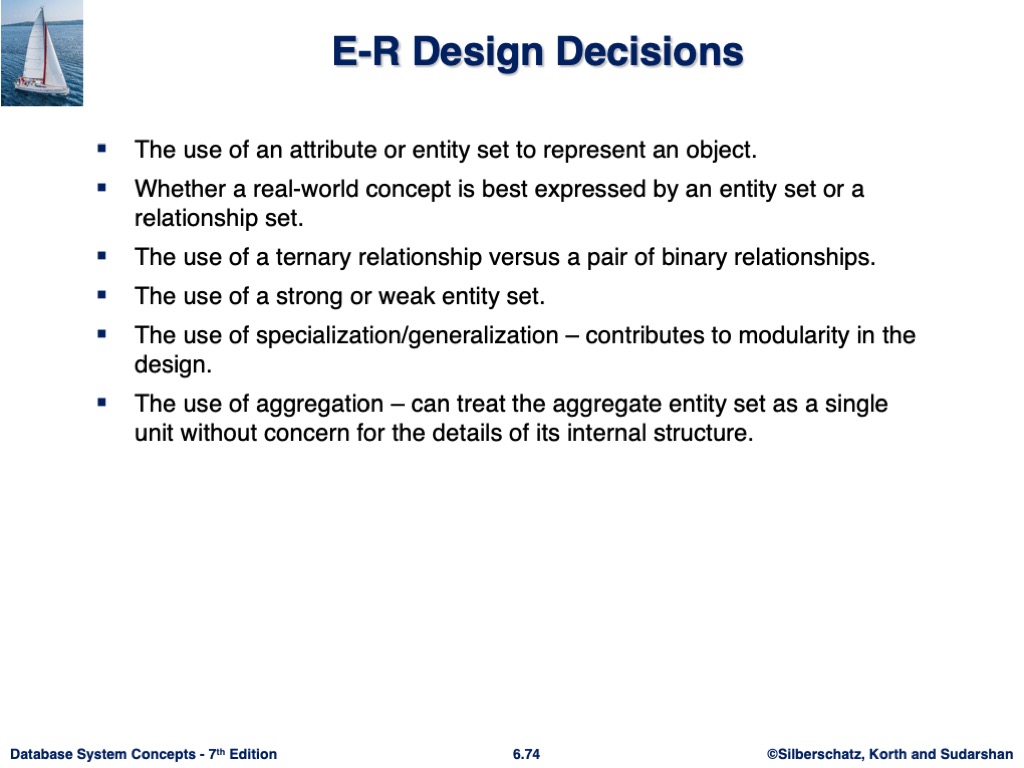 E-R Design Decisions
▪ The use of an attribute or entity set to represent an object.
▪ Whether a real-world concept is best expressed by an entity set or a
relationship set.
▪ The use of a ternary relationship versus a pair of binary relationships.
▪ The use of a strong or weak entity set.
▪ The use of specialization/generalization – contributes to modularity in the
design.
▪ The use of aggregation – can treat the aggregate entity set as a single
unit without concern for the details of its internal structure.
Database System Concepts - 7th Edition
6.74
©Silberschatz, Korth and Sudarshan